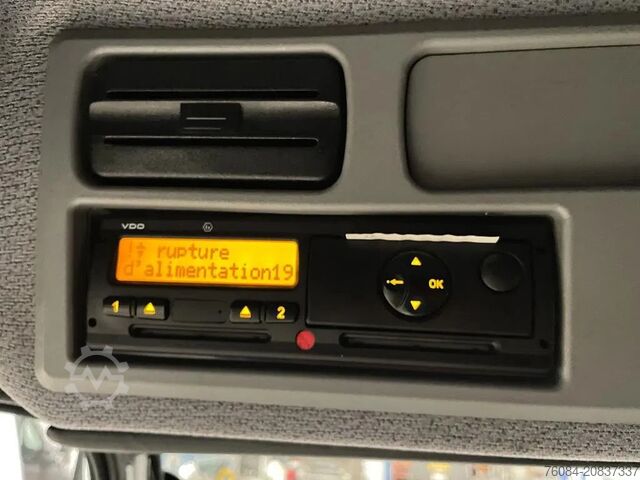 VDO
rupture
d'alimentation19
1 2
OK
76084-20837337